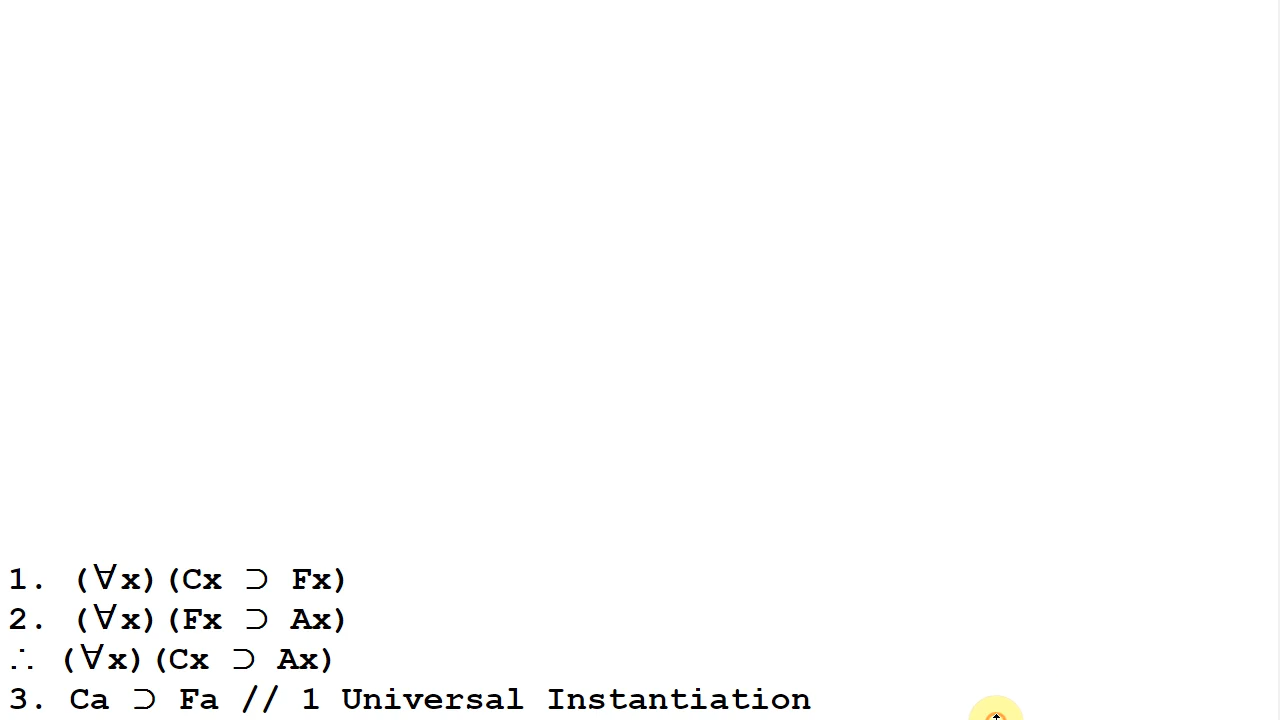 1. (∀x)(Cx ⊃ Fx)
2. (∀x)(Fx ⊃ Ax)
∴ (∀x)(Cx ⊃ Ax)
3. Ca ⊃ Fa // 1 Universal Instantiation